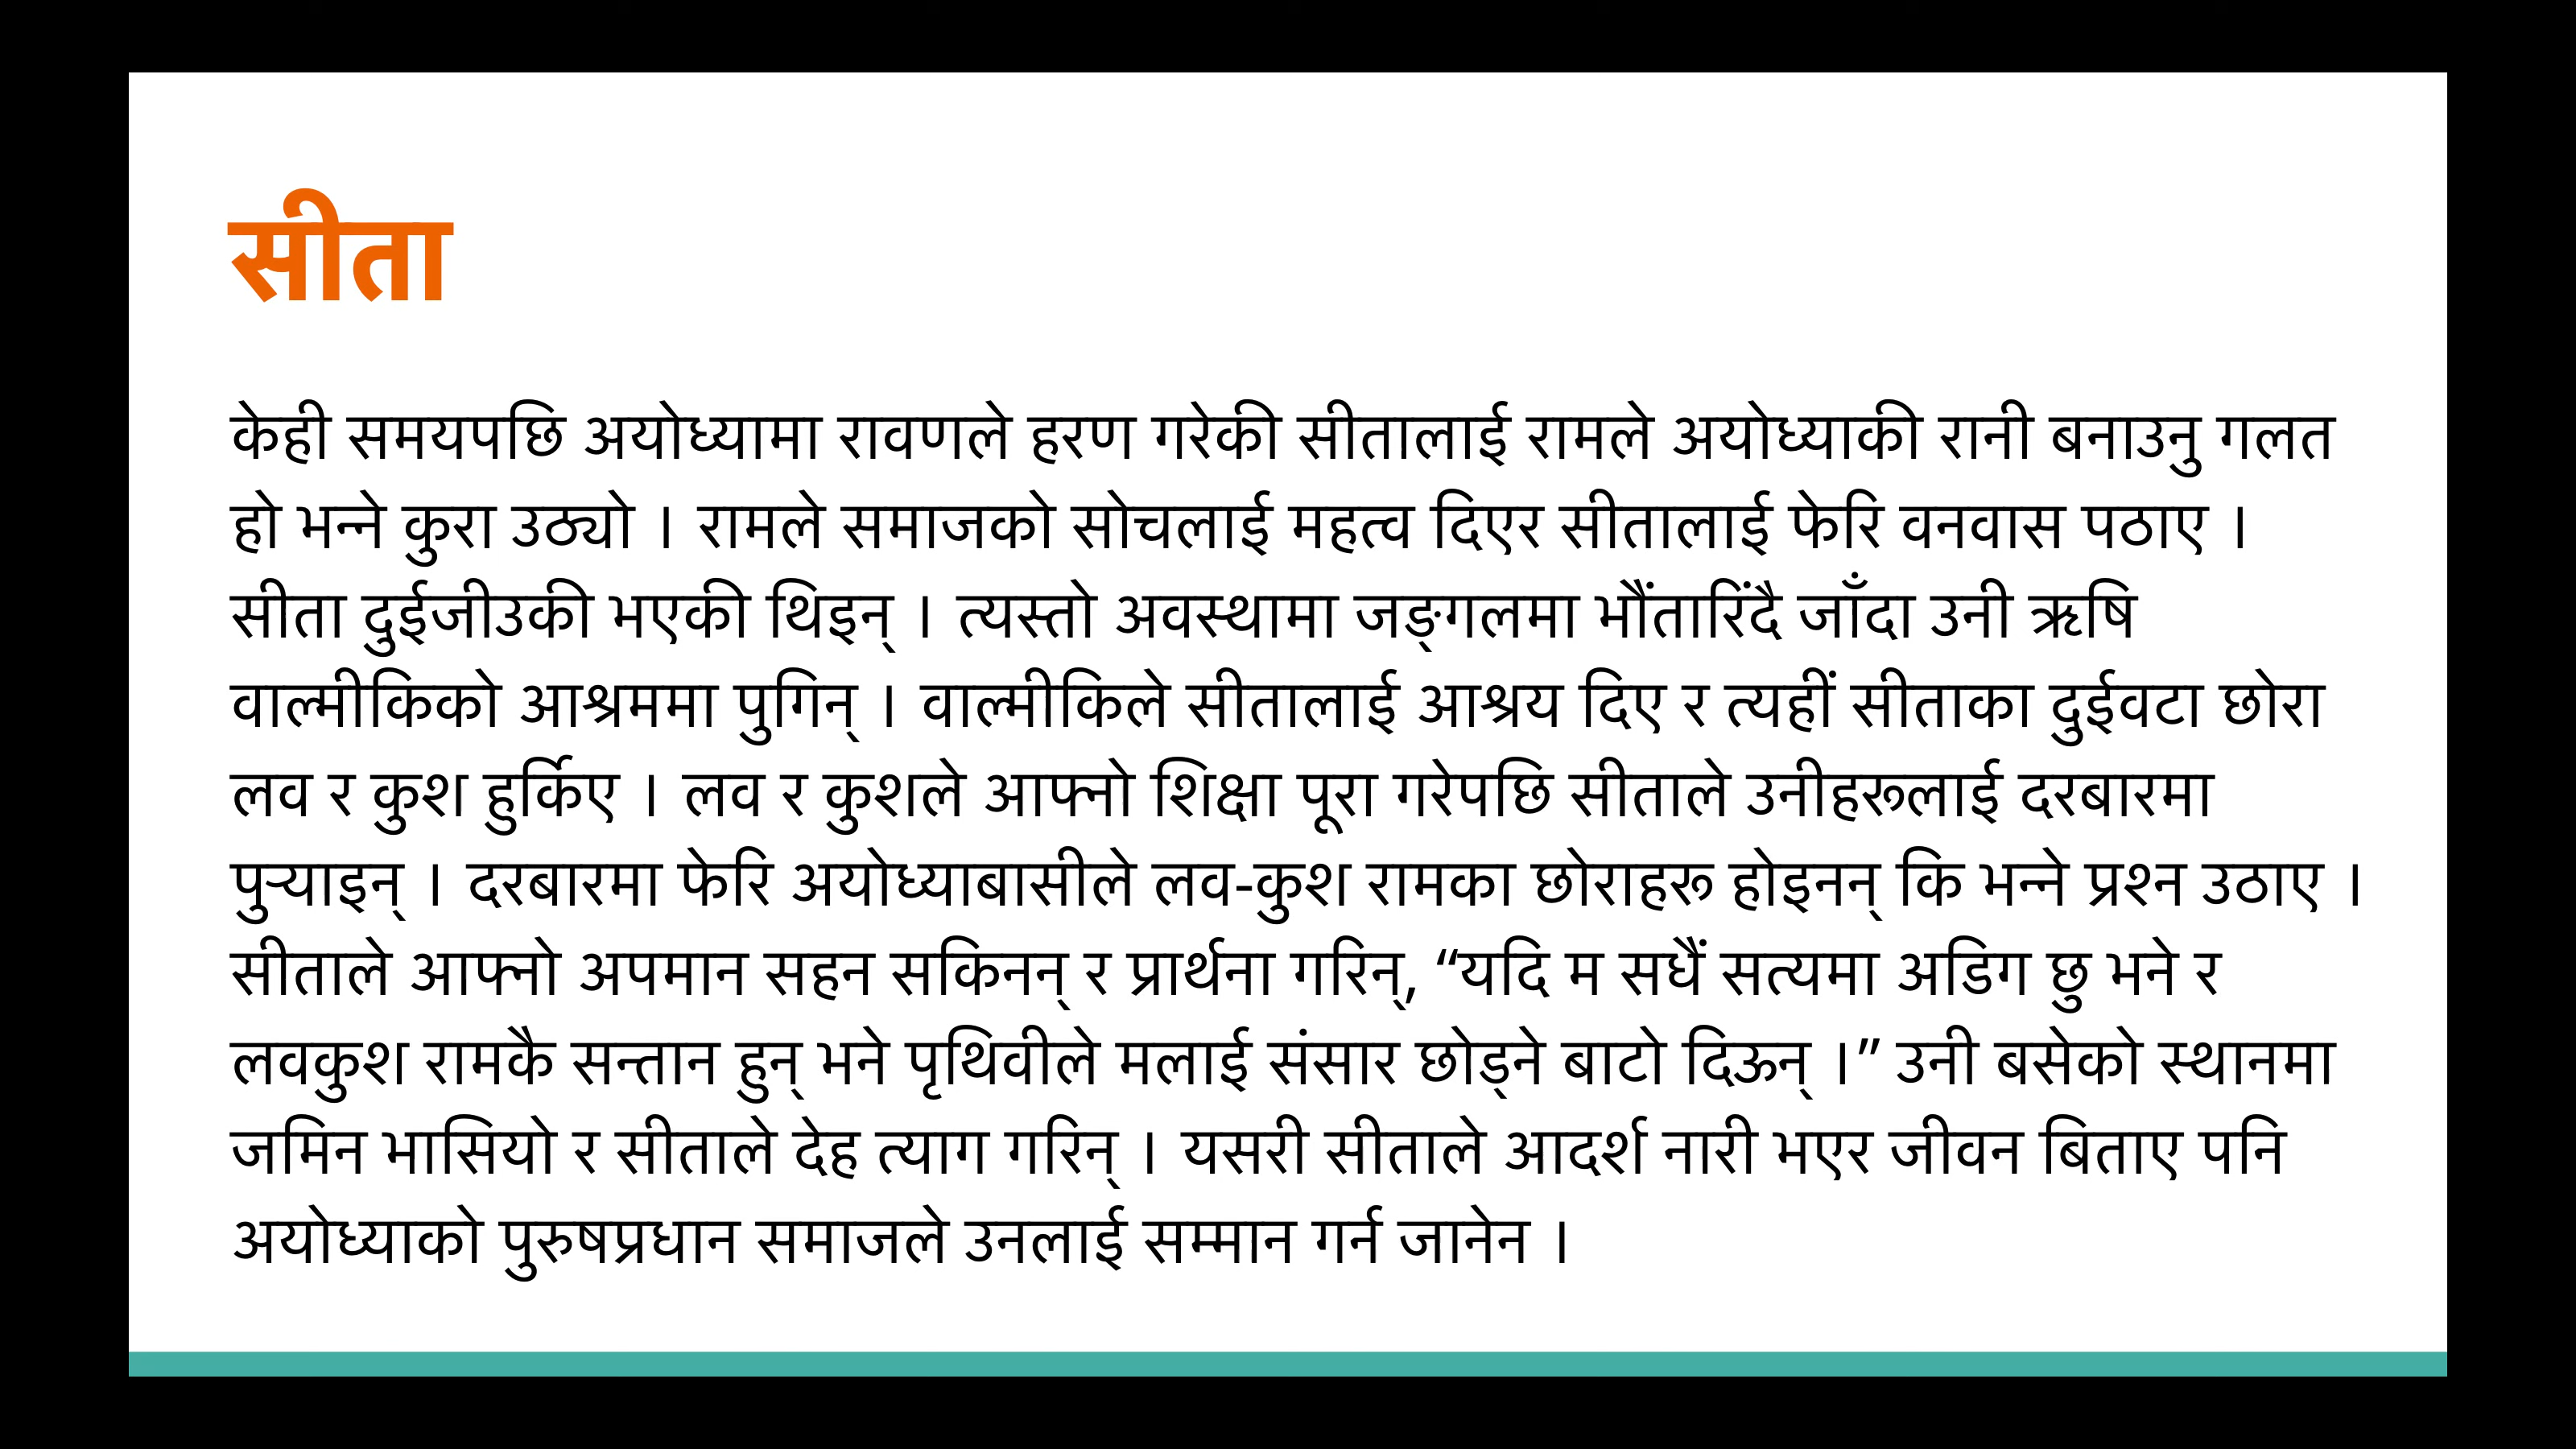 सीता
केही समयपछि अयोध्यामा रावणले हरण गरेकी सीतालाई रामले अयोध्याकी रानी बनाउनु गलत
हो भन्ने कुरा उठ्यो । रामले समाजको सोचलाई महत्व दिएर सीतालाई फेरि वनवास पठाए ।
सीता दुईजीउकी भएकी थिइन् । त्यस्तो अवस्थामा जङ्गलमा भौंतारिंदै जाँदा उनी ऋषि
वाल्मीकिको आश्रममा पुगिन् । वाल्मीकिले सीतालाई आश्रय दिए र त्यहीं सीताका दुईवटा छोरा
लव र कुश हुर्किए । लव र कुशले आफ्नो शिक्षा पूरा गरेपछि सीताले उनीहरूलाई दरबारमा
पुऱ्याइन् । दरबारमा फेरि अयोध्याबासीले लव-कुश रामका छोराहरू होइनन् कि भन्ने प्रश्न उठाए ।
सीताले आफ्नो अपमान सहन सकिनन् र प्रार्थना गरिन्, “यदि म सधैं सत्यमा अडिग छु भने र
लवकुश रामकै सन्तान हुन् भने पृथिवीले मलाई संसार छोड्ने बाटो दिऊन् ।” उनी बसेको स्थानमा
जमिन भासियो र सीताले देह त्याग गरिन् । यसरी सीताले आदर्श नारी भएर जीवन बिताए पनि
अयोध्याको पुरुषप्रधान समाजले उनलाई सम्मान गर्न जानेन ।